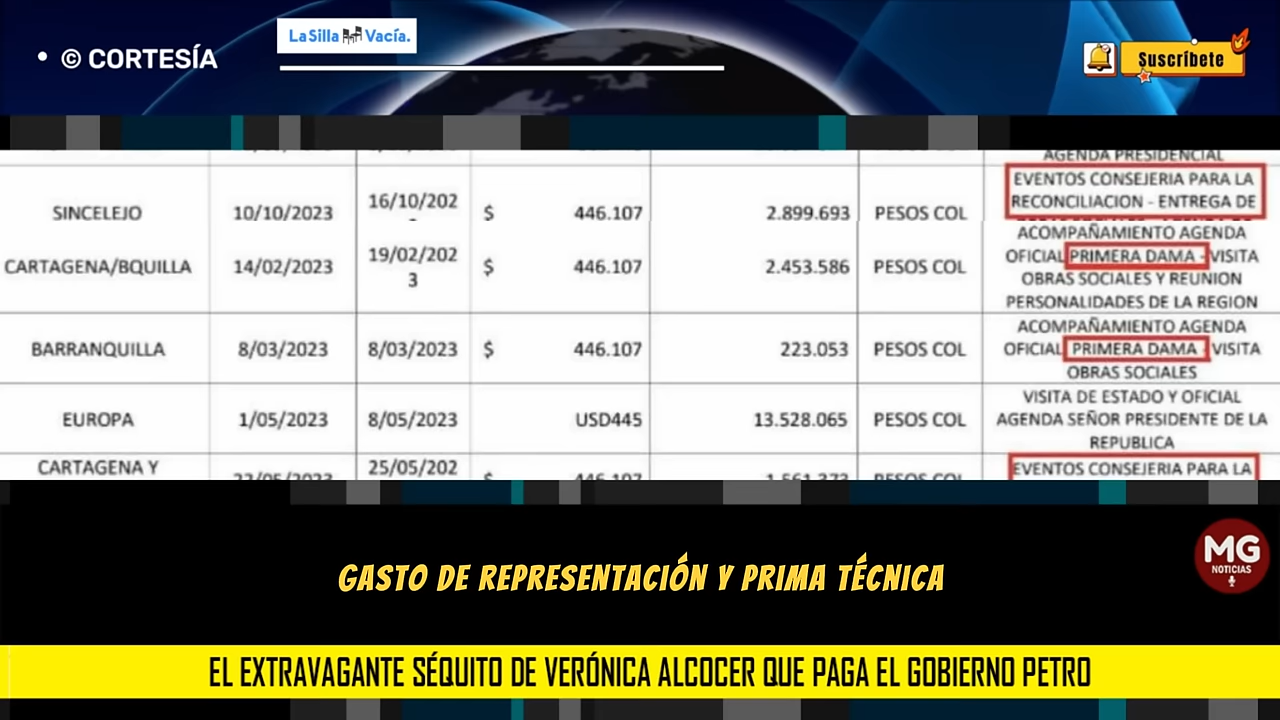 • © CORTESÍA
LaSilla Vacía.
Suscríbete
AGENDA PRESIDENCIAL
SINCELEJO 10/10/2023 16/10/202 $ 446.107 2.899.693 PESOS COL EVENTOS CONSEJERIA PARA LA
RECONCILIACION - ENTREGA DE
CARTAGENA/BQUILLA 14/02/2023 19/02/202 $ 446.107 2.453.586 PESOS COL ACOMPAÑAMIENTO AGENDA
3 OFICIAL PRIMERA DAMA - VISITA
OBRAS SOCIALES Y REUNION
PERSONALIDADES DE LA REGION
BARRANQUILLA 8/03/2023 8/03/2023 $ 446.107 223.053 PESOS COL ACOMPAÑAMIENTO AGENDA
OFICIAL PRIMERA DAMA - VISITA
OBRAS SOCIALES
EUROPA 1/05/2023 8/05/2023 USD445 13.528.065 PESOS COL VISITA DE ESTADO Y OFICIAL
AGENDA SEÑOR PRESIDENTE DE LA
REPUBLICA
CARTAGENA Y 25/05/202 EVENTOS CONSEJERIA PARA LA
GASTO DE REPRESENTACIÓN Y PRIMA TÉCNICA
MG
NOTICIAS
EL EXTRAVAGANTE SÉQUITO DE VERÓNICA ALCOCER QUE PAGA EL GOBIERNO PETRO